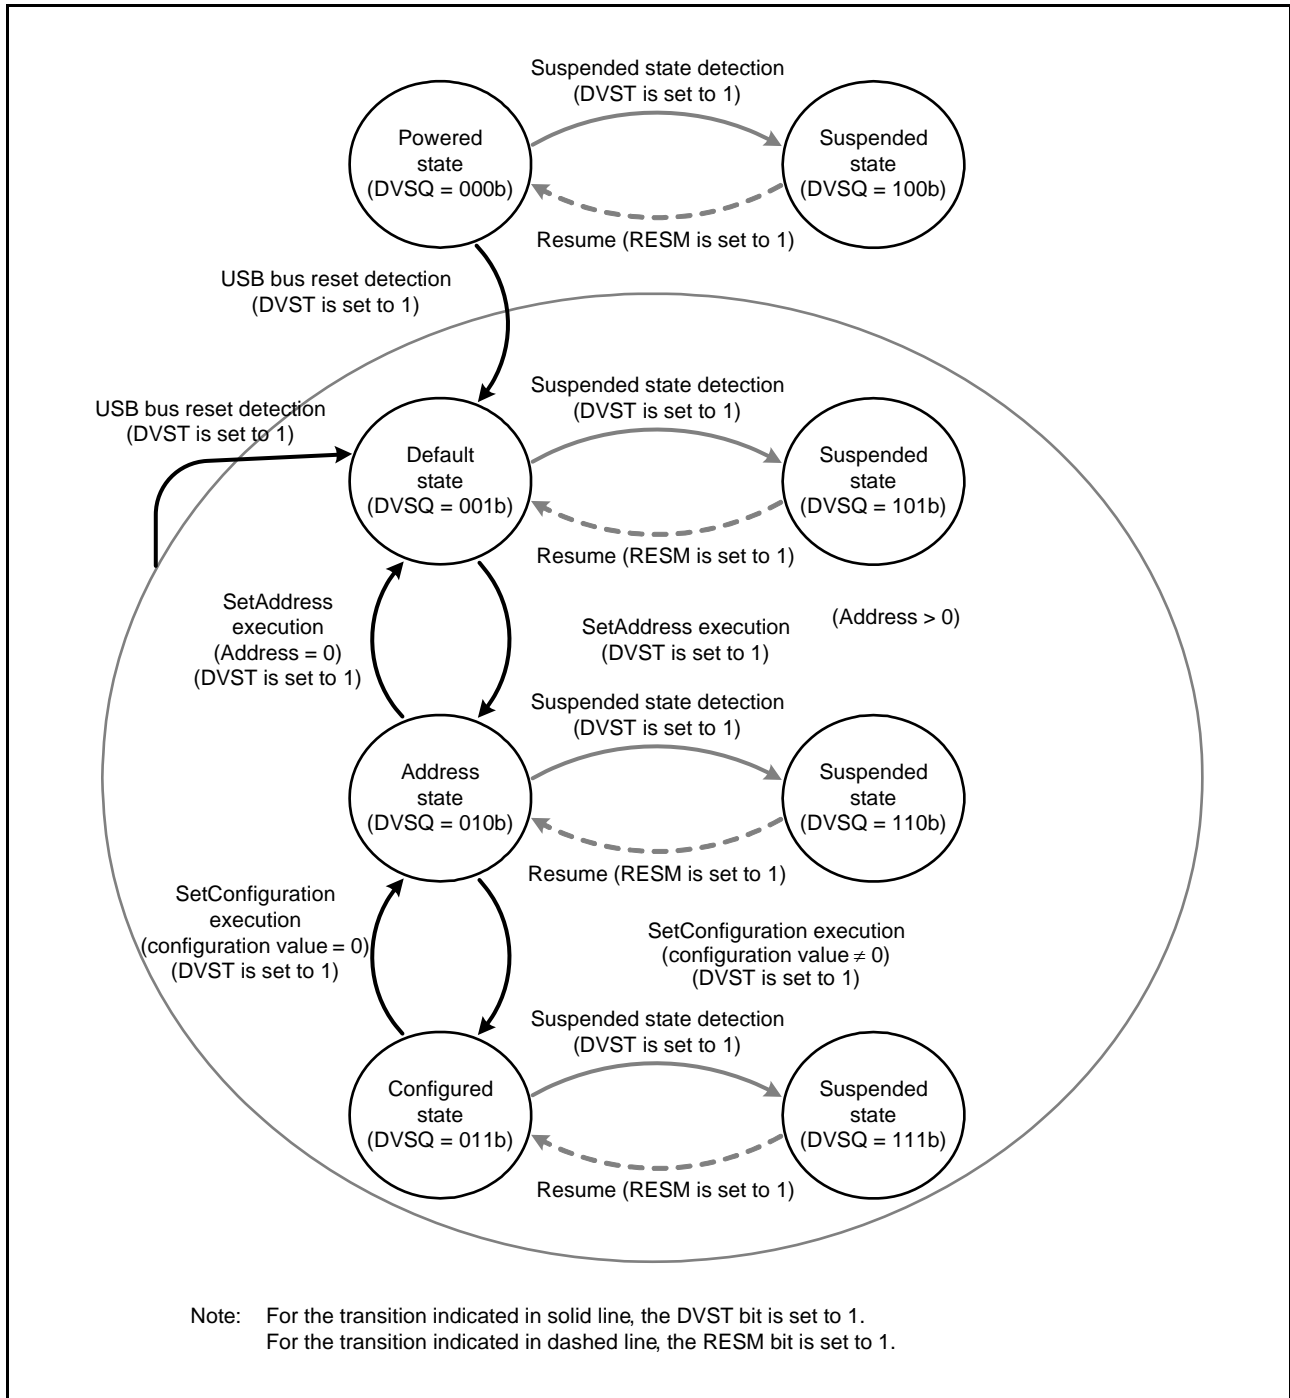 Suspended state detection
(DVST is set to 1)
Powered
state
(DVSQ = 000b)
Suspended
state
(DVSQ = 100b)
Resume (RESM is set to 1)
USB bus reset detection
(DVST is set to 1)
Suspended state detection
(DVST is set to 1)
USB bus reset detection
(DVST is set to 1)
Default
state
(DVSQ = 001b)
Suspended
state
(DVSQ = 101b)
Resume (RESM is set to 1)
SetAddress
execution
(Address = 0)
(DVST is set to 1)
SetAddress execution
(DVST is set to 1)
(Address > 0)
Suspended state detection
(DVST is set to 1)
Address
state
(DVSQ = 010b)
Suspended
state
(DVSQ = 110b)
Resume (RESM is set to 1)
SetConfiguration
execution
(configuration value = 0)
(DVST is set to 1)
SetConfiguration execution
(configuration value ≠ 0)
(DVST is set to 1)
Suspended state detection
(DVST is set to 1)
Configured
state
(DVSQ = 011b)
Suspended
state
(DVSQ = 111b)
Resume (RESM is set to 1)
Note: For the transition indicated in solid line, the DVST bit is set to 1.
For the transition indicated in dashed line, the RESM bit is set to 1.